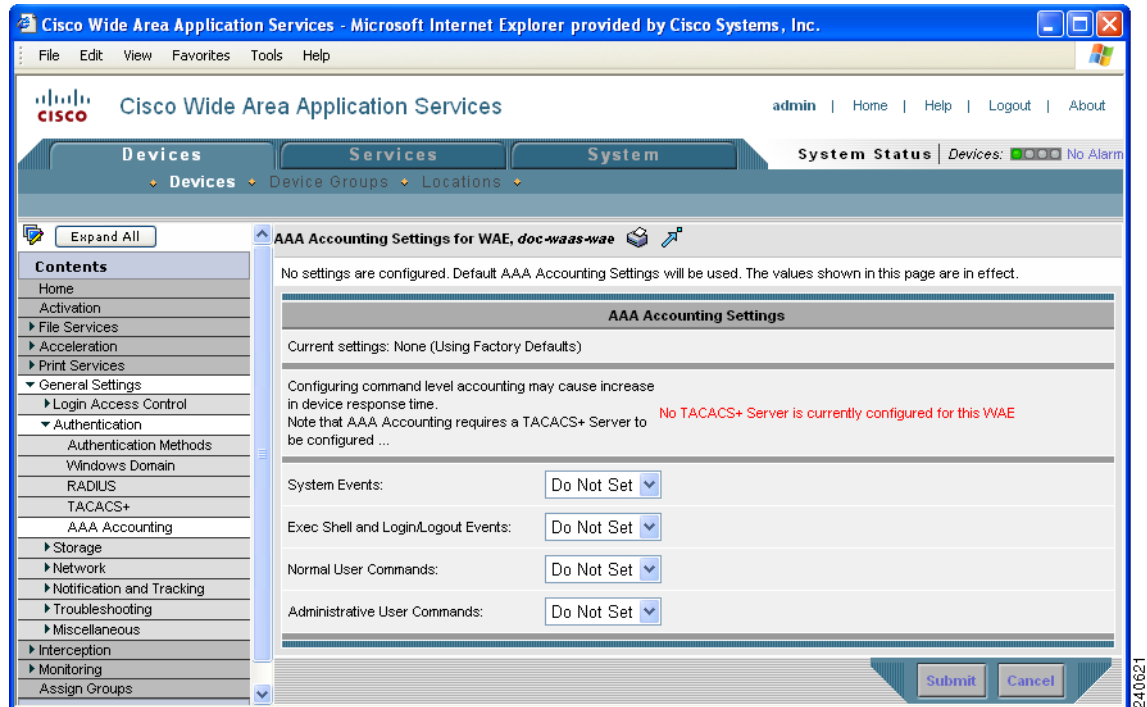 Cisco Wide Area Application Services - Microsoft Internet Explorer provided by Cisco Systems, Inc.
File Edit View Favorites Tools Help
CISCO
Cisco Wide Area Application Services
admin | Home | Help | Logout | About
Devices Services System
System Status | Devices: No Alarm
Devices Device Groups Locations
Expand All
Contents
Home
Activation
File Services
Acceleration
Print Services
General Settings
Login Access Control
Authentication
Authentication Methods
Windows Domain
RADIUS
TACACS+
AAA Accounting
Storage
Network
Notification and Tracking
Troubleshooting
Miscellaneous
Interception
Monitoring
Assign Groups
AAA Accounting Settings for WAE, doc-waas-wae
No settings are configured. Default AAA Accounting Settings will be used. The values shown in this page are in effect.
AAA Accounting Settings
Current settings: None (Using Factory Defaults)
Configuring command level accounting may cause increase
in device response time.
Note that AAA Accounting requires a TACACS+ Server to
be configured ...
No TACACS+ Server is currently configured for this WAE
System Events: Do Not Set
Exec Shell and Login/Logout Events: Do Not Set
Normal User Commands: Do Not Set
Administrative User Commands: Do Not Set
Submit Cancel
240621